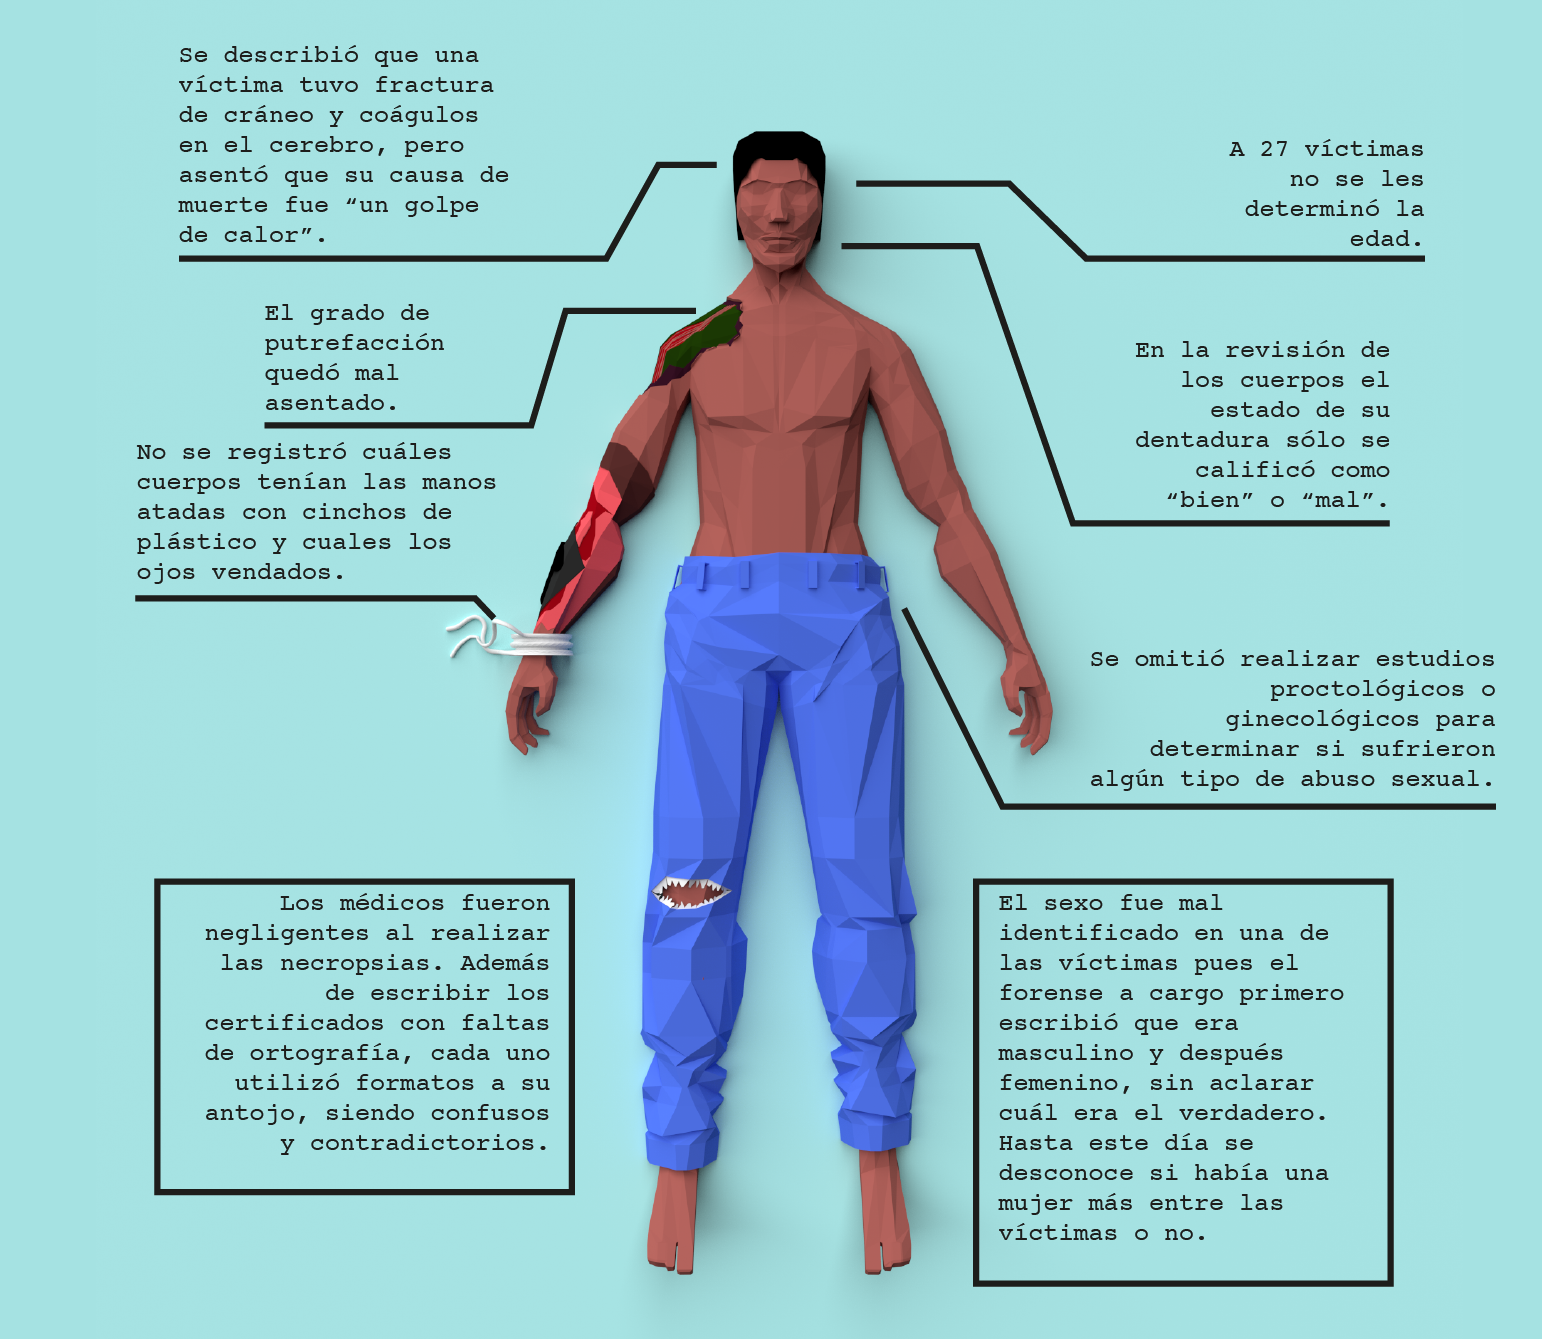 Se describió que una
víctima tuvo fractura
de cráneo y coágulos
en el cerebro, pero
asentó que su causa de
muerte fue “un golpe
de calor”.
A 27 víctimas
no se les
determinó la
edad.
El grado de
putrefacción
quedó mal
asentado.
En la revisión de
los cuerpos el
estado de su
dentadura sólo se
calificó como
“bien” o “mal”.
No se registró cuáles
cuerpos tenían las manos
atadas con cinchos de
plástico y cuales los
ojos vendados.
Se omitió realizar estudios
proctológicos o
ginecológicos para
determinar si sufrieron
algún tipo de abuso sexual.
Los médicos fueron
negligentes al realizar
las necropsias. Además
de escribir los
certificados con faltas
de ortografía, cada uno
utilizó formatos a su
antojo, siendo confusos
y contradictorios.
El sexo fue mal
identificado en una de
las víctimas pues el
forense a cargo primero
escribió que era
masculino y después
femenino, sin aclarar
cuál era el verdadero.
Hasta este día se
desconoce si había una
mujer más entre las
víctimas o no.